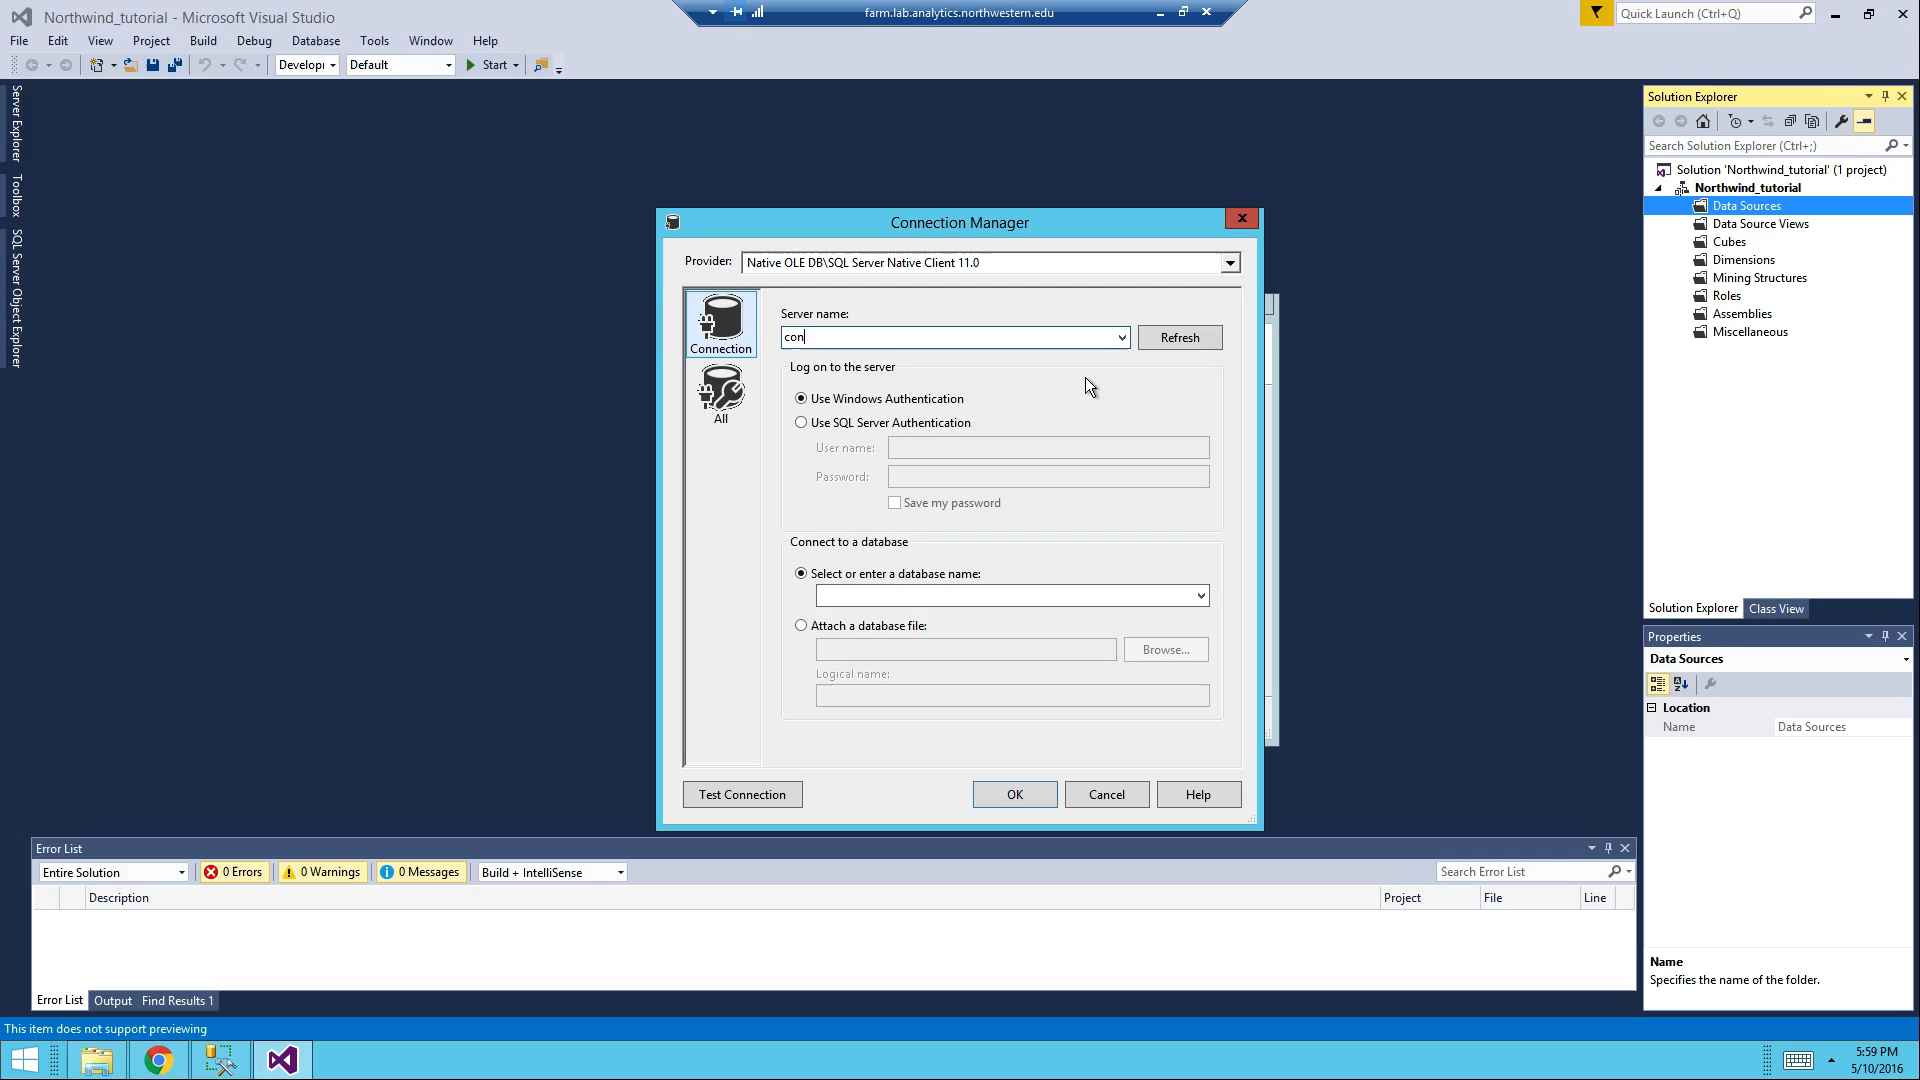 Northwind_tutorial - Microsoft Visual Studio
farm.lab.analytics.northwestern.edu
Quick Launch (Ctrl+Q)
File Edit View Project Build Debug Database Tools Window Help
Developı Default Start
Server Explorer
Toolbox
SQL Server Object Explorer
Connection Manager
Provider: Native OLE DB\SQL Server Native Client 11.0
Connection
All
Server name:
con
Refresh
Log on to the server
Use Windows Authentication
Use SQL Server Authentication
User name:
Password:
Save my password
Connect to a database
Select or enter a database name:
Attach a database file:
Browse...
Logical name:
Test Connection OK Cancel Help
Solution Explorer
Search Solution Explorer (Ctrl+;)
Solution 'Northwind_tutorial' (1 project)
Northwind_tutorial
Data Sources
Data Source Views
Cubes
Dimensions
Mining Structures
Roles
Assemblies
Miscellaneous
Solution Explorer Class View
Properties
Data Sources
Location
Name Data Sources
Name
Specifies the name of the folder.
Error List
Entire Solution 0 Errors 0 Warnings 0 Messages Build + IntelliSense Search Error List
Description Project File Line
Error List Output Find Results 1
This item does not support previewing
5:59 PM
5/10/2016